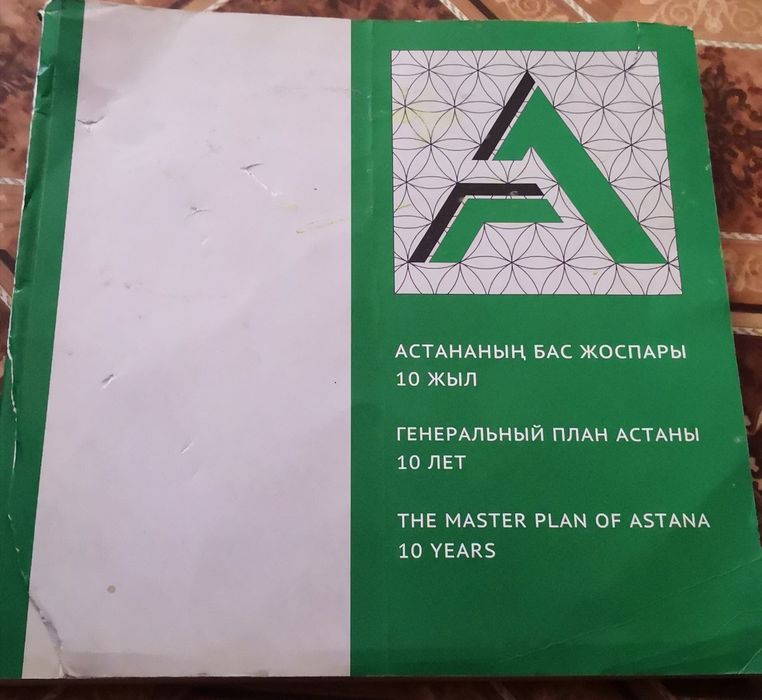 АСТАНАНЫҢ БАС ЖОСПАРЫ
10 ЖЫЛ
ГЕНЕРАЛЬНЫЙ ПЛАН АСТАНЫ
10 ЛЕТ
THE MASTER PLAN OF ASTANA
10 YEARS